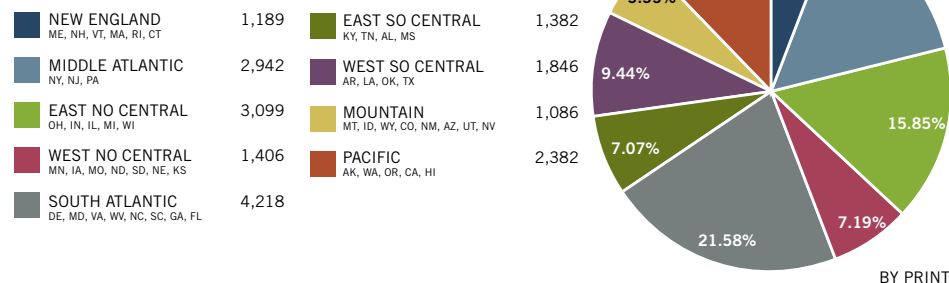 NEW ENGLAND 1,189
ME, NH, VT, MA, RI, CT
MIDDLE ATLANTIC 2,942
NY, NJ, PA
EAST NO CENTRAL 3,099
OH, IN, IL, MI, WI
WEST NO CENTRAL 1,406
MN, IA, MO, ND, SD, NE, KS
SOUTH ATLANTIC 4,218
DE, MD, VA, WV, NC, SC, GA, FL
EAST SO CENTRAL 1,382
KY, TN, AL, MS
WEST SO CENTRAL 1,846
AR, LA, OK, TX
MOUNTAIN 1,086
MT, ID, WY, CO, NM, AZ, UT, NV
PACIFIC 2,382
AK, WA, OR, CA, HI
9.44%
15.85%
7.07%
7.19%
21.58%
BY PRINT